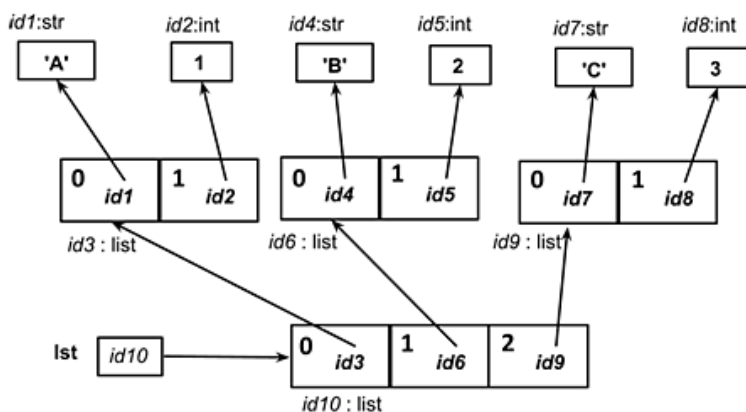 id1:str id2:int id4:str id5:int id7:str id8:int
'A' 1 'B' 2 'C' 3
0 id1 1 id2 0 id4 1 id5 0 id7 1 id8
id3 : list id6 : list id9 : list
lst id10 0 id3 1 id6 2 id9
id10 : list